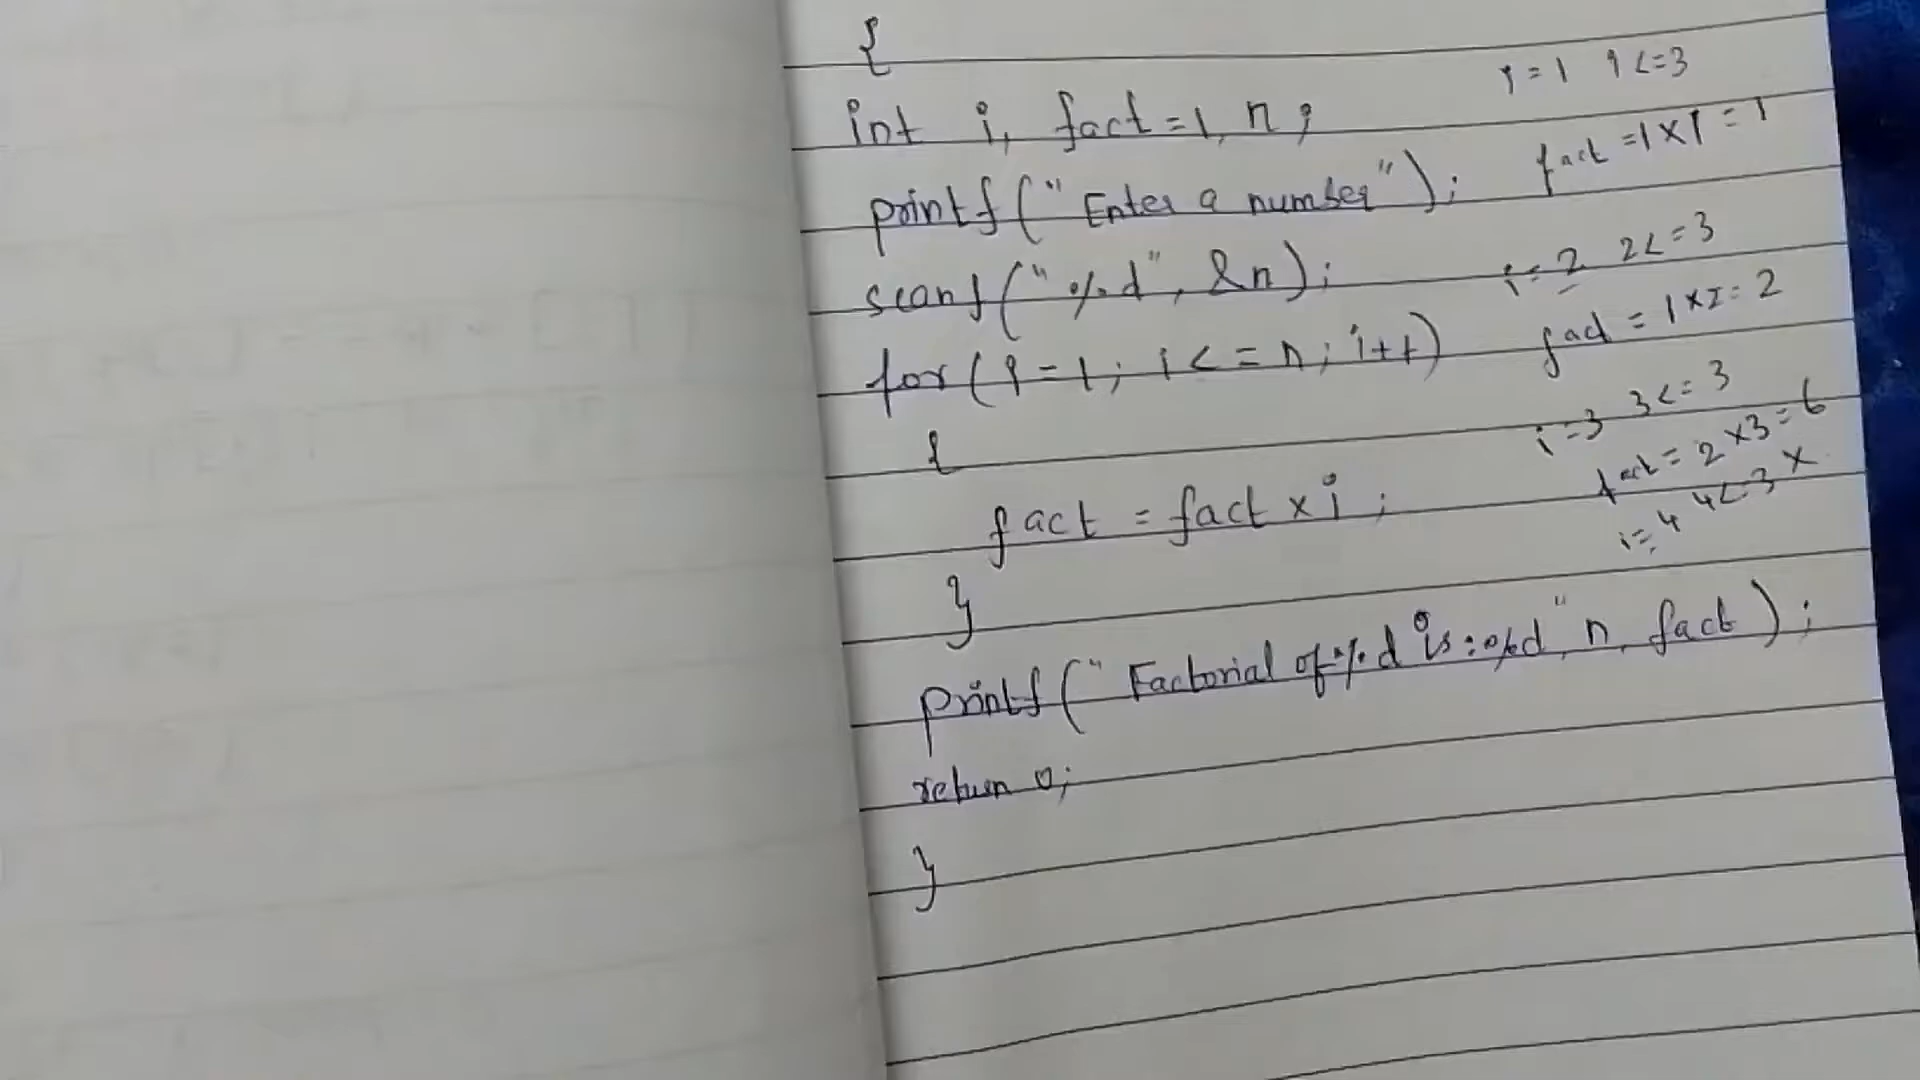 {
int i, fact=1, n;
printf("Enter a number");
scanf("%d", &n);
for(i=1; i<=n; i++)
{
fact = fact x i;
}
printf("Factorial of %d is: %d", n, fact);
return 0;
}
i=1 1<=3
fact=1x1=1
i=2 2<=3
fact=1x2=2
i=3 3<=3
fact=2x3=6
i=4 4<=3 x